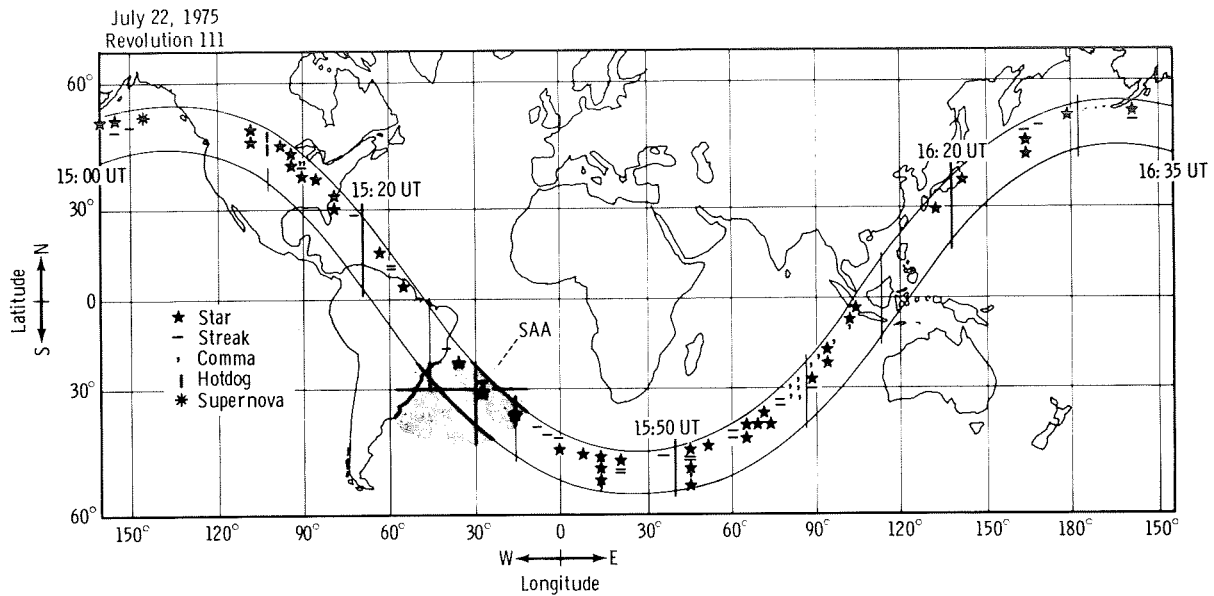 July 22, 1975
Revolution 111
60°
15:00 UT
15:20 UT
16:20 UT
16:35 UT
30°
Latitude
N
S
0
Star
Streak
Comma
Hotdog
Supernova
SAA
30°
15:50 UT
60°
150° 120° 90° 60° 30° 0 30° 60° 90° 120° 150° 180° 150°
W E
Longitude